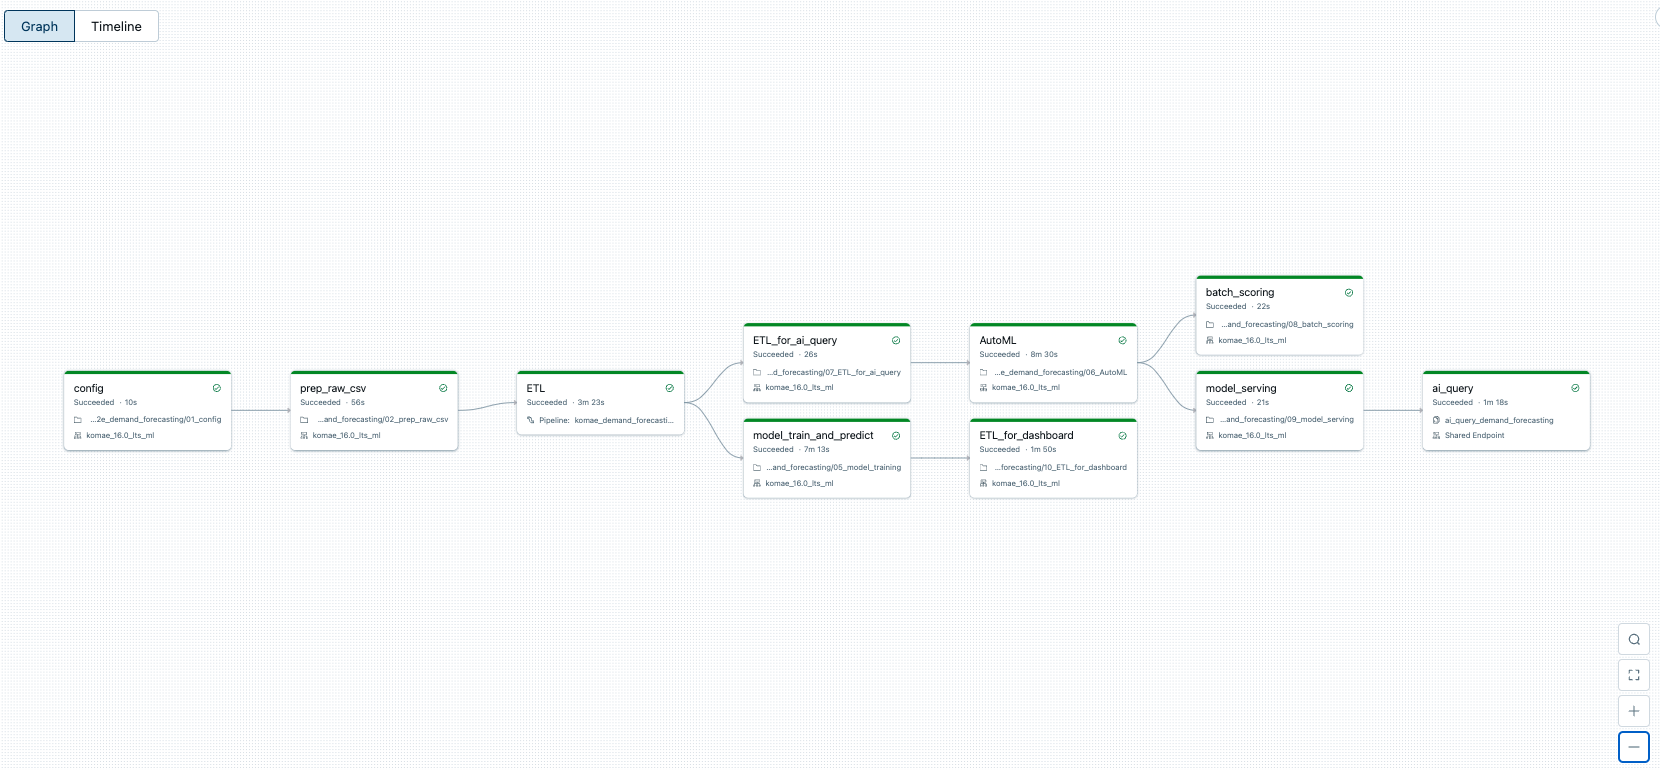 Graph
Timeline
config
Succeeded · 10s
...2e_demand_forecasting/01_config
komae_16.0_lts_ml
prep_raw_csv
Succeeded · 56s
...and_forecasting/02_prep_raw_csv
komae_16.0_lts_ml
ETL
Succeeded · 3m 23s
Pipeline: komae_demand_forecasti...
ETL_for_ai_query
Succeeded · 26s
...d_forecasting/07_ETL_for_ai_query
komae_16.0_lts_ml
model_train_and_predict
Succeeded · 7m 13s
...and_forecasting/05_model_training
komae_16.0_lts_ml
AutoML
Succeeded · 8m 30s
...e_demand_forecasting/06_AutoML
komae_16.0_lts_ml
ETL_for_dashboard
Succeeded · 1m 50s
...forecasting/10_ETL_for_dashboard
komae_16.0_lts_ml
batch_scoring
Succeeded · 22s
...and_forecasting/08_batch_scoring
komae_16.0_lts_ml
model_serving
Succeeded · 21s
...and_forecasting/09_model_serving
komae_16.0_lts_ml
ai_query
Succeeded · 1m 18s
ai_query_demand_forecasting
Shared Endpoint